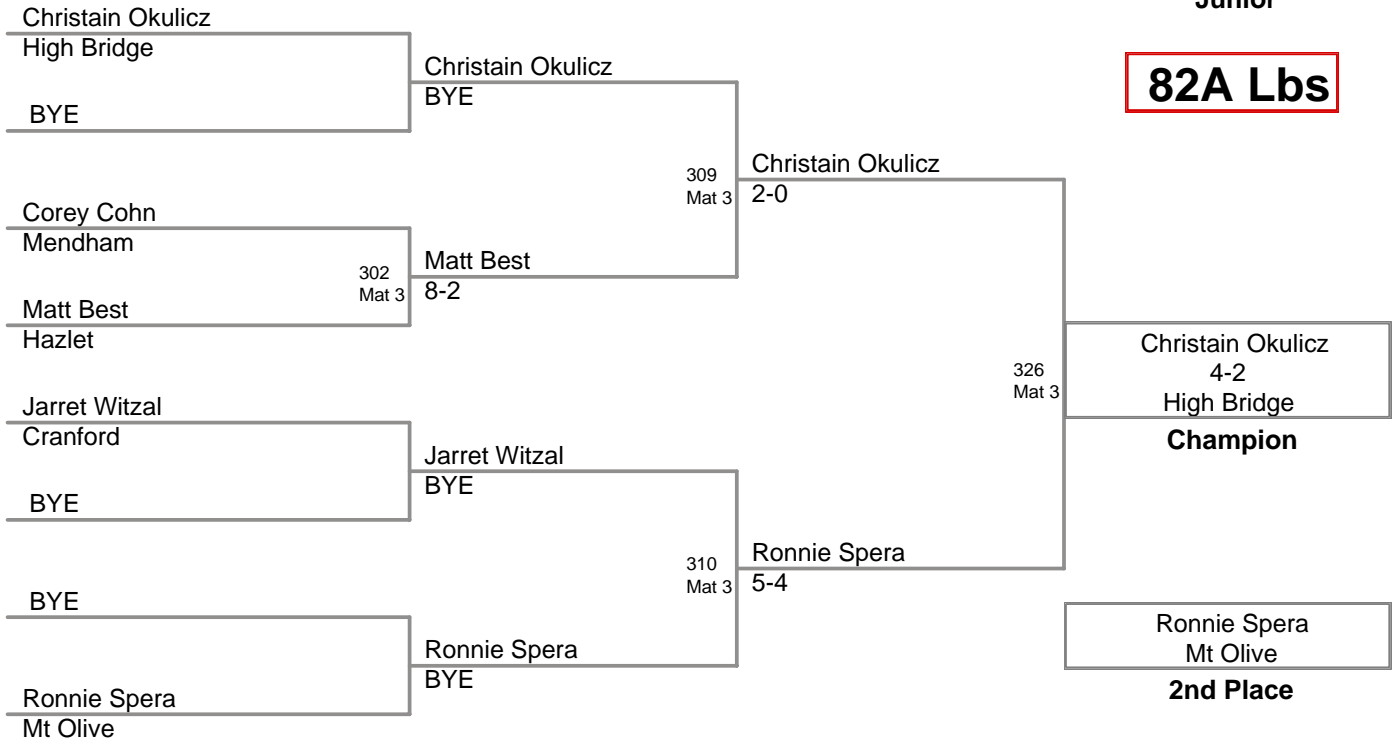 Junior
82A Lbs
Christain Okulicz
High Bridge
BYE
Corey Cohn
Mendham
302
Mat 3
Matt Best
Hazlet
Jarret Witzal
Cranford
BYE
BYE
Ronnie Spera
Mt Olive
Christain Okulicz
BYE
309
Mat 3
Matt Best
8-2
Jarret Witzal
BYE
310
Mat 3
Ronnie Spera
BYE
Christain Okulicz
2-0
326
Mat 3
Ronnie Spera
5-4
Christain Okulicz
4-2
High Bridge
Champion
Ronnie Spera
Mt Olive
2nd Place